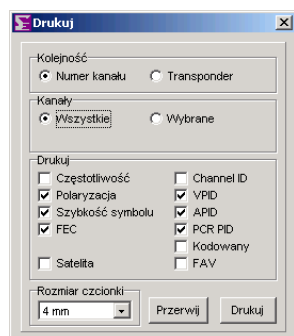 Drukuj
Kolejność
Numer kanału Transponder
Kanały
Wszystkie Wybrane
Drukuj
Częstotliwość Channel ID
Polaryzacja VPID
Szybkość symbolu APID
FEC PCR PID
Kodowany
Satelita FAV
Rozmiar czcionki
4 mm Przerwij Drukuj